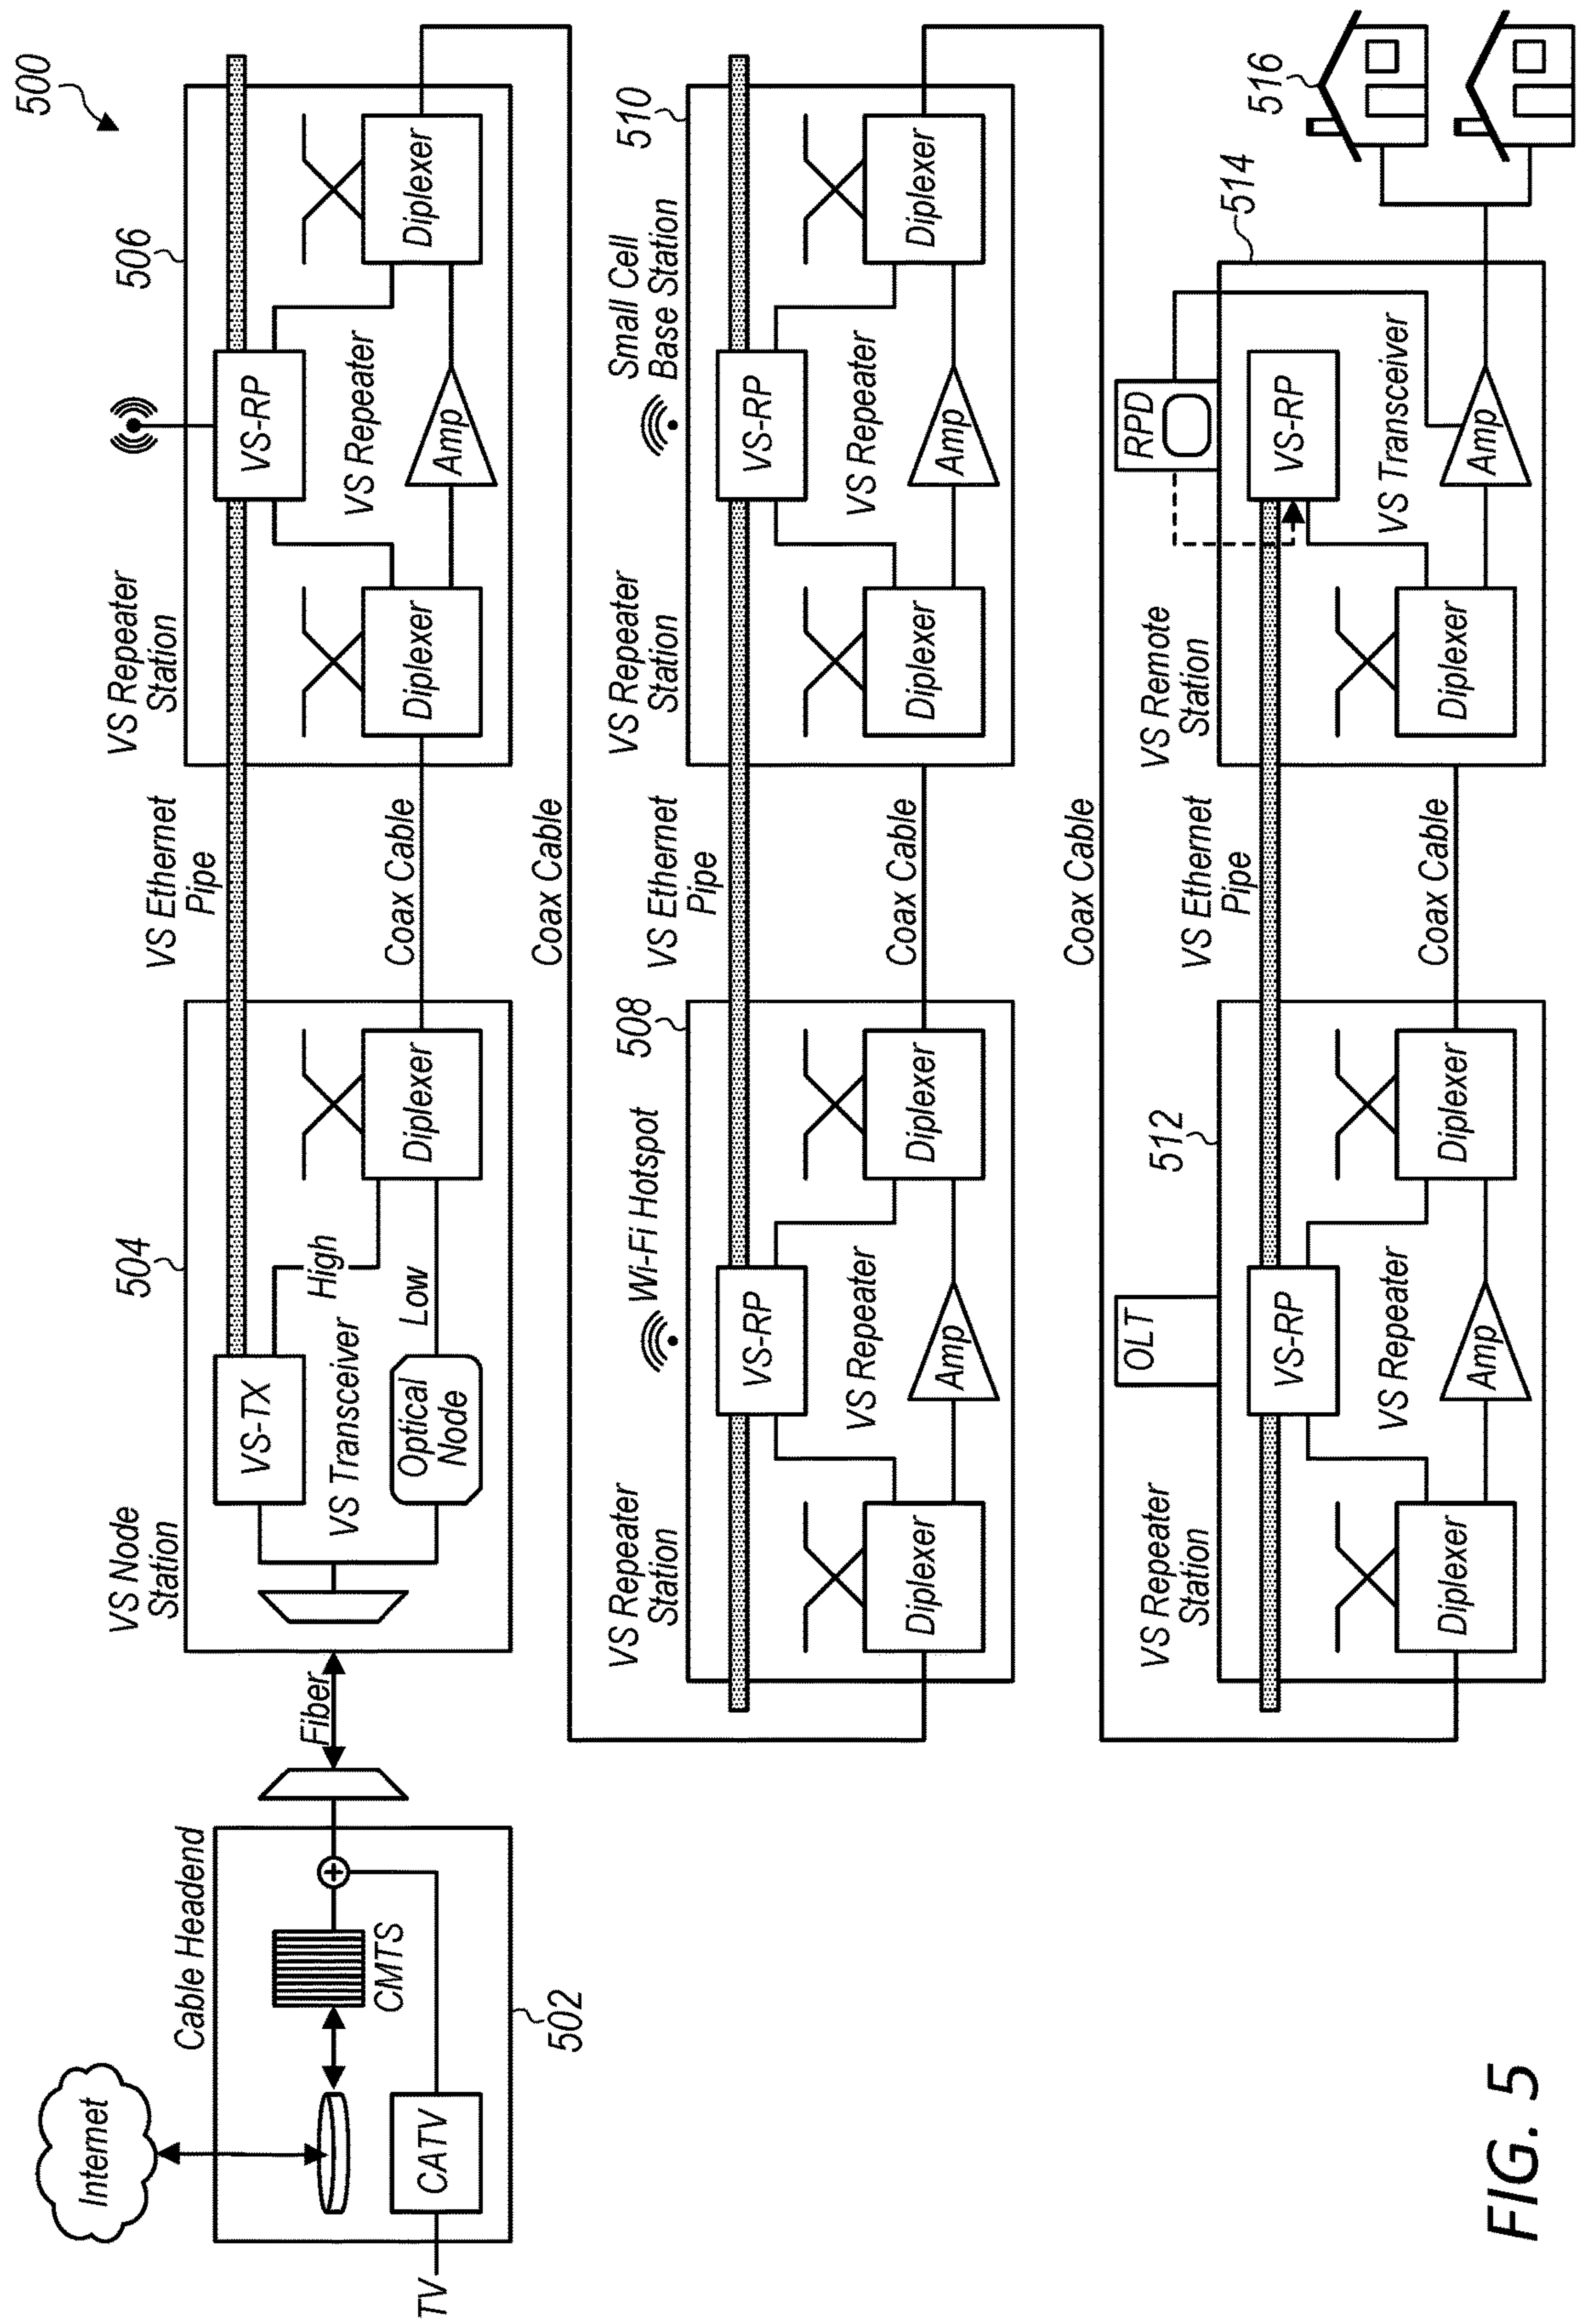 500
Internet
TV
Cable Headend
CATV
CMTS
502
Fiber
VS Node
Station
504
VS-TX
VS Transceiver
Optical
Node
High
Low
Diplexer
VS Ethernet
Pipe
Coax Cable
VS Repeater
Station
506
Diplexer
VS-RP
VS Repeater
Amp
Diplexer
Coax Cable
VS Repeater
Station
Wi-Fi Hotspot
508
Diplexer
VS-RP
VS Repeater
Amp
Diplexer
VS Ethernet
Pipe
Coax Cable
VS Repeater
Station
Small Cell
Base Station
510
Diplexer
VS-RP
VS Repeater
Amp
Diplexer
Coax Cable
VS Repeater
Station
OLT
512
Diplexer
VS-RP
VS Repeater
Amp
Diplexer
VS Ethernet
Pipe
Coax Cable
VS Remote
Station
RPD
514
Diplexer
VS-RP
VS Transceiver
Amp
516
FIG. 5